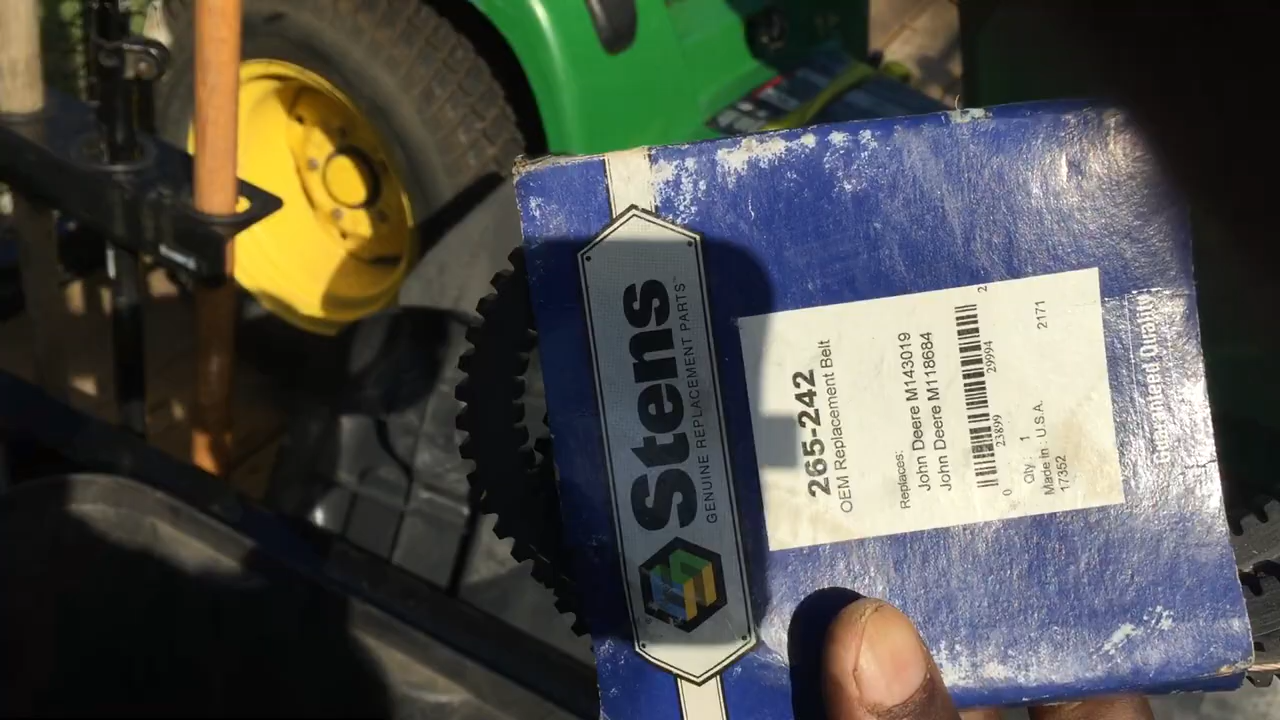 Stens
GENUINE REPLACEMENT PARTS™
265-242
OEM Replacement Belt
Replaces:
John Deere M143019
John Deere M118684
0 23899 29994 2
Qty : 1
Made in : U.S.A.
17352 2171
Guaranteed Quality